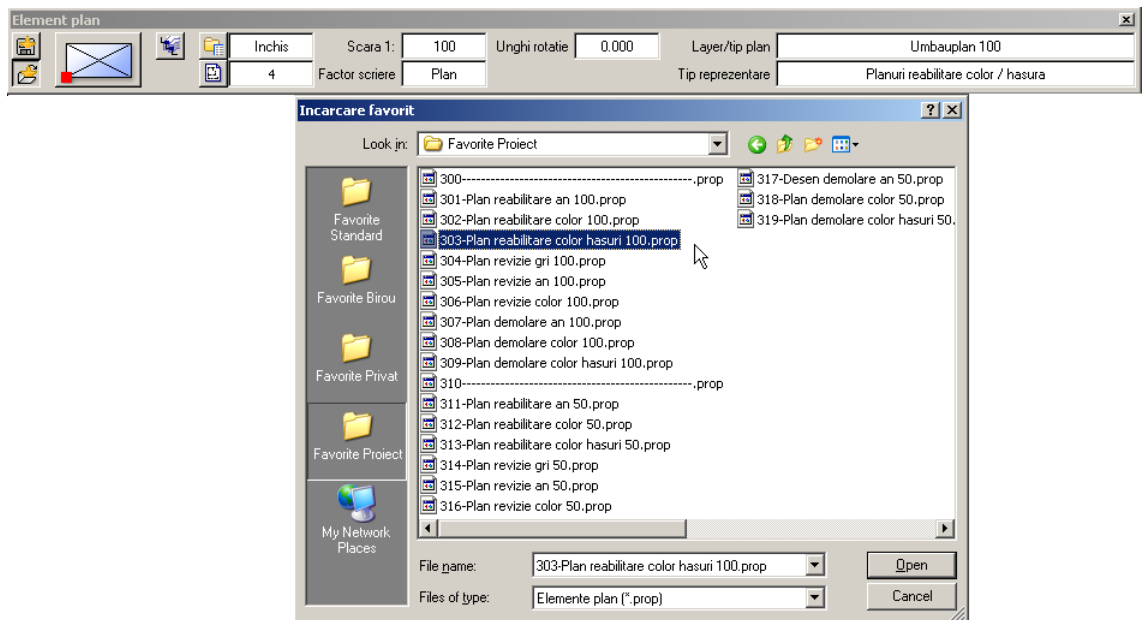 Element plan
Inchis Scara 1: 100 Unghi rotatie 0.000 Layer/tip plan Umbauplan 100
4 Factor scriere Plan Tip reprezentare Planuri reabilitare color / hasura
Incarcare favorit
Look in: Favorite Proiect
Favorite Standard
Favorite Birou
Favorite Privat
Favorite Proiect
My Network Places
300------------------------------------------------.prop
301-Plan reabilitare an 100.prop
302-Plan reabilitare color 100.prop
303-Plan reabilitare color hasuri 100.prop
304-Plan revizie gri 100.prop
305-Plan revizie an 100.prop
306-Plan revizie color 100.prop
307-Plan demolare an 100.prop
308-Plan demolare color 100.prop
309-Plan demolare color hasuri 100.prop
310------------------------------------------------.prop
311-Plan reabilitare an 50.prop
312-Plan reabilitare color 50.prop
313-Plan reabilitare color hasuri 50.prop
314-Plan revizie gri 50.prop
315-Plan revizie an 50.prop
316-Plan revizie color 50.prop
317-Desen demolare an 50.prop
318-Plan demolare color 50.prop
319-Plan demolare color hasuri 50.
File name: 303-Plan reabilitare color hasuri 100.prop Open
Files of type: Elemente plan (*.prop) Cancel